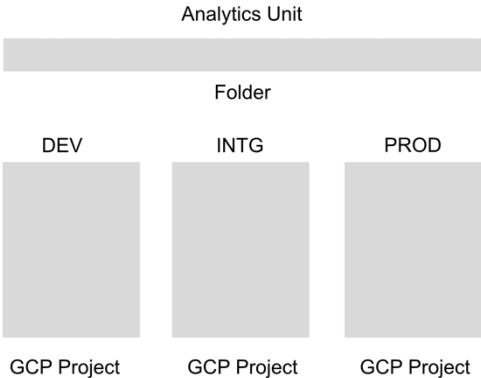 Analytics Unit
Folder
DEV INTG PROD
GCP Project GCP Project GCP Project